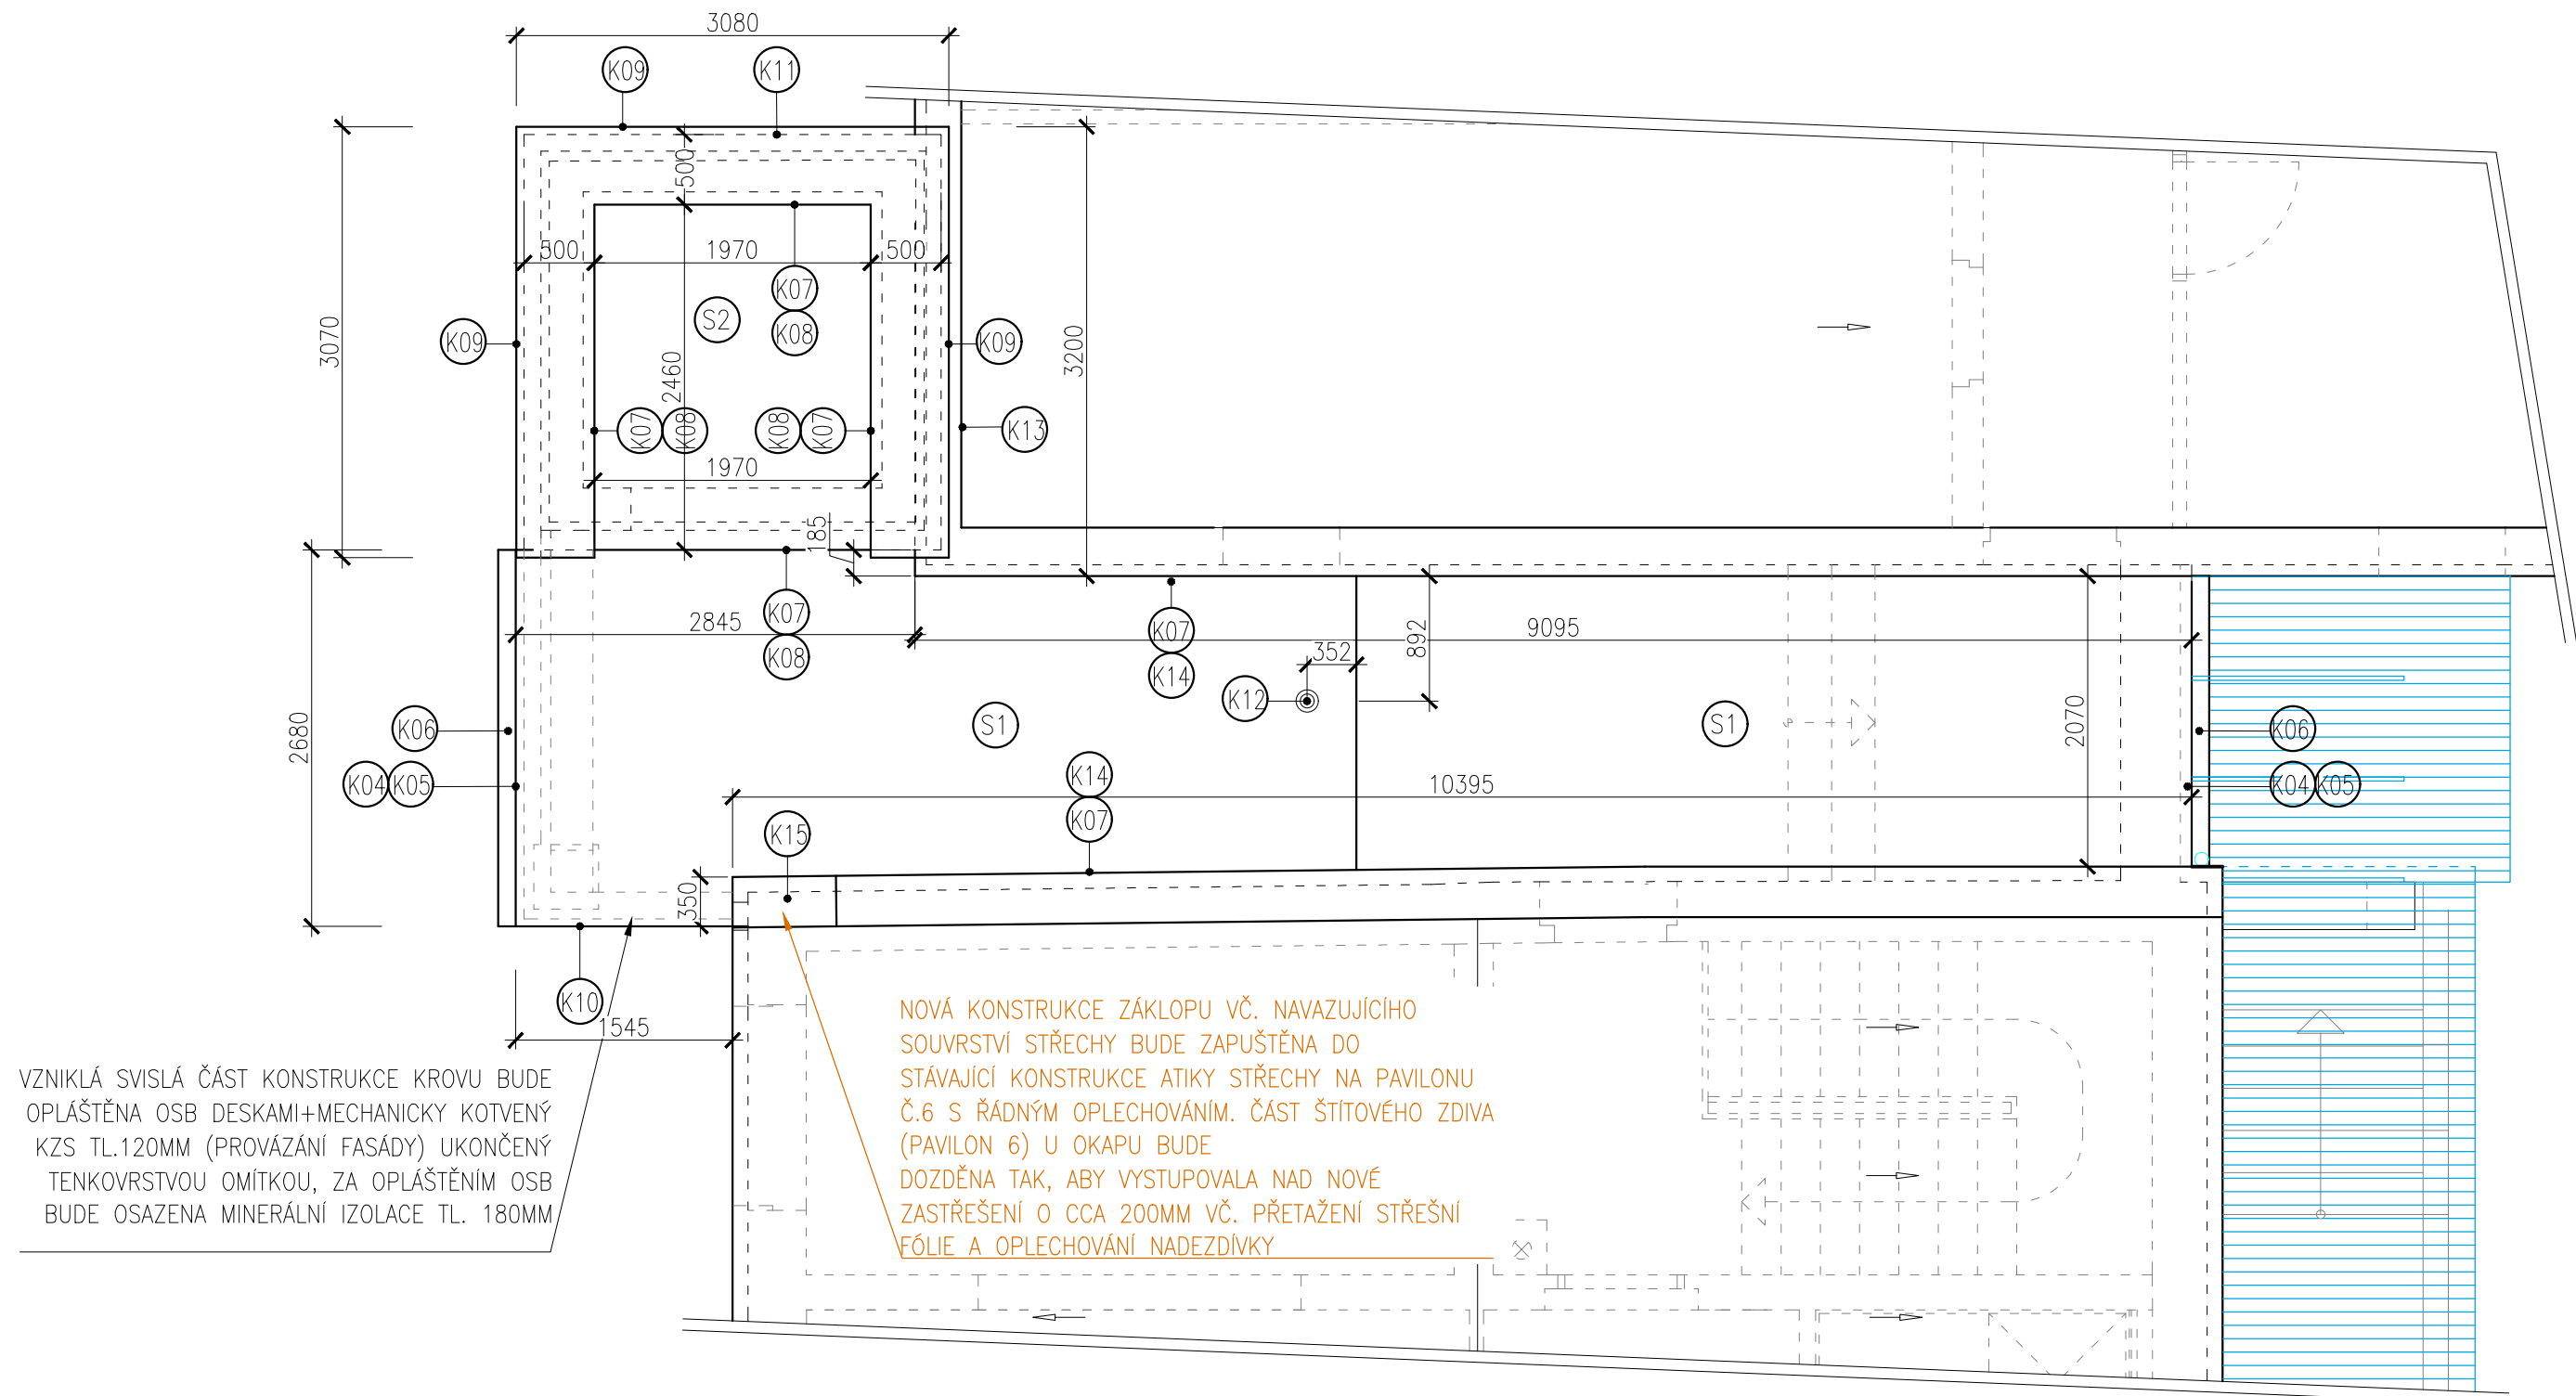 3080
K09
K11
500
500
1970
500
K07
K08
S2
3070
K09
K09
3200
2460
K07
K08
K08
K07
K13
1970
185
2845
K07
K08
K07
K14
9095
352
892
K12
2680
K06
K04
K05
S1
S1
2070
K06
K04
K05
K14
K07
10395
K15
350
K10
1545
VZNIKLÁ SVISLÁ ČÁST KONSTRUKCE KROVU BUDE
OPLÁŠTĚNA OSB DESKAMI+MECHANICKY KOTVENÝ
KZS TL.120MM (PROVÁZÁNÍ FASÁDY) UKONČENÝ
TENKOVRSTVOU OMÍTKOU, ZA OPLÁŠTĚNÍM OSB
BUDE OSAZENA MINERÁLNÍ IZOLACE TL. 180MM
NOVÁ KONSTRUKCE ZÁKLOPU VČ. NAVAZUJÍCÍHO
SOUVRSTVÍ STŘECHY BUDE ZAPUŠTĚNA DO
STÁVAJÍCÍ KONSTRUKCE ATIKY STŘECHY NA PAVILONU
Č.6 S ŘÁDNÝM OPLECHOVÁNÍM. ČÁST ŠTÍTOVÉHO ZDIVA
(PAVILON 6) U OKAPU BUDE
DOZDĚNA TAK, ABY VYSTUPOVALA NAD NOVÉ
ZASTŘEŠENÍ O CCA 200MM VČ. PŘETAŽENÍ STŘEŠNÍ
FÓLIE A OPLECHOVÁNÍ NADEZDÍVKY